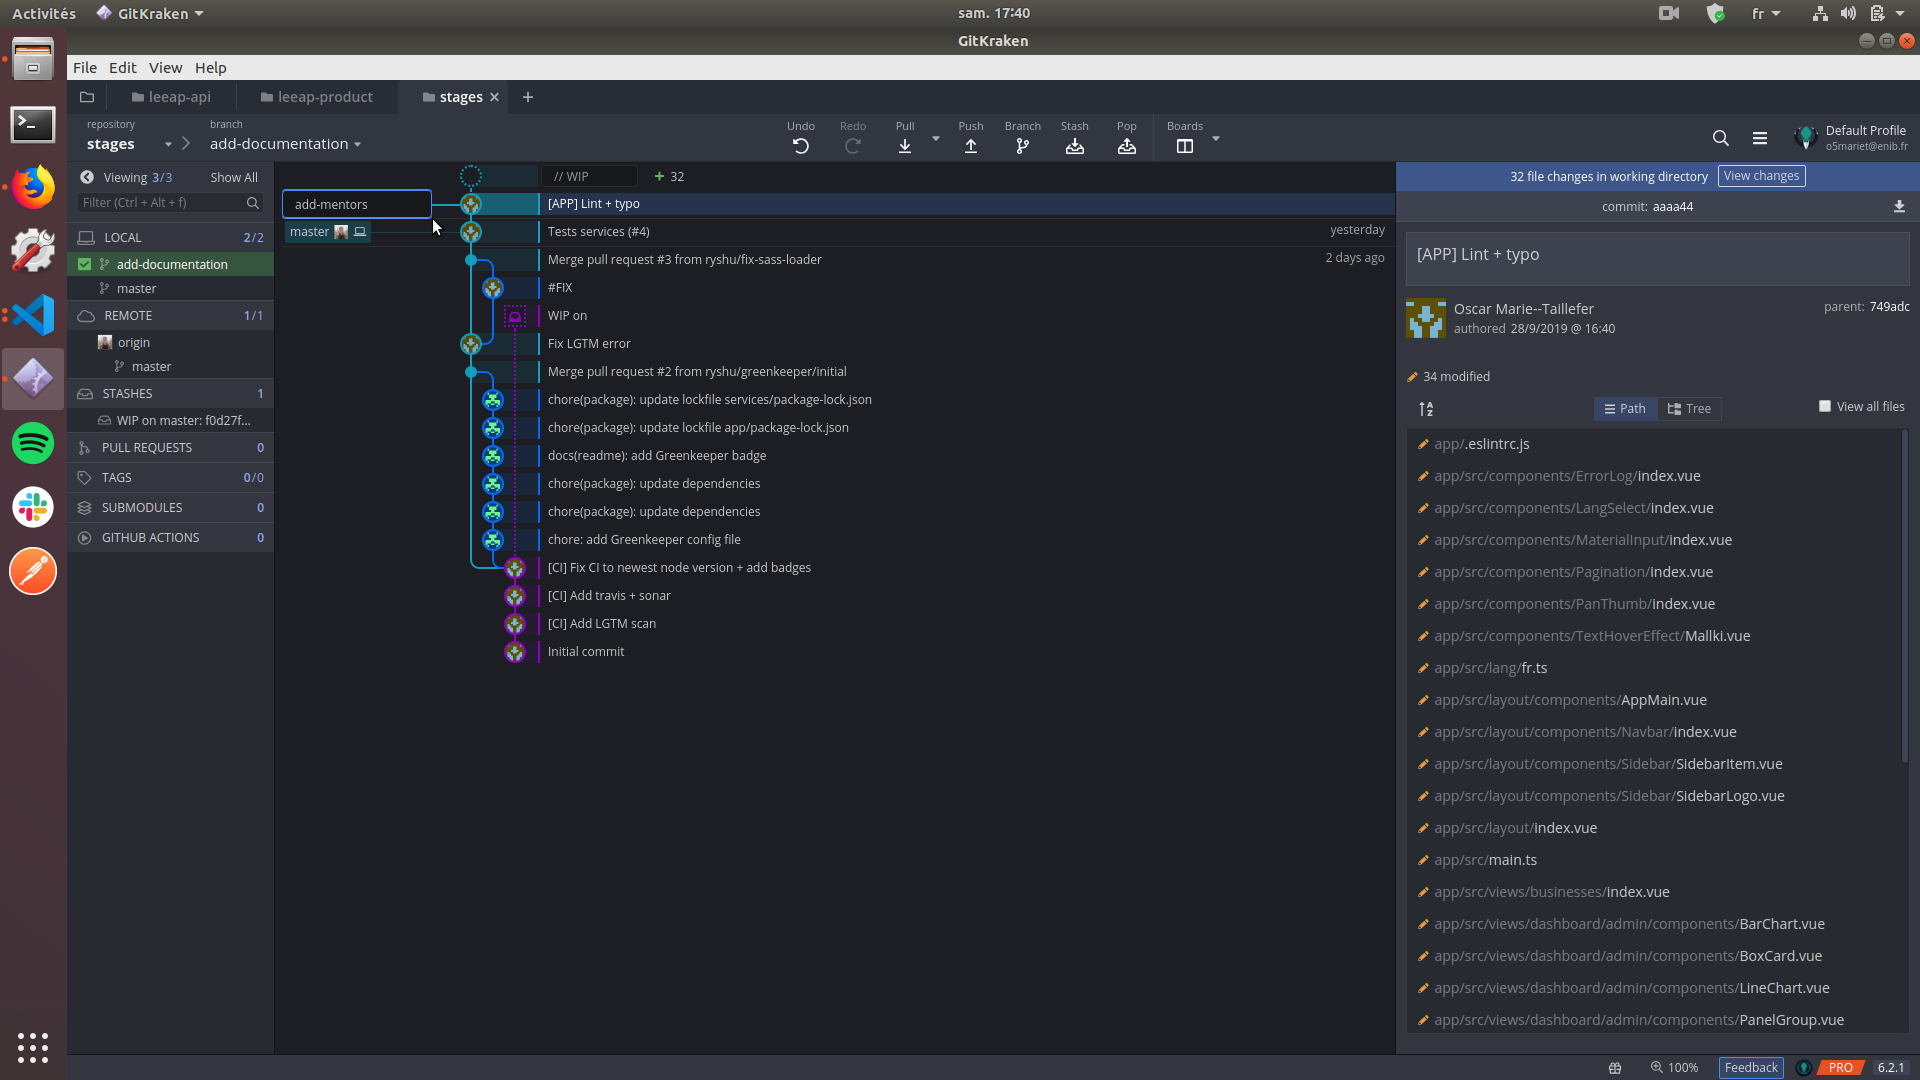 Activités
GitKraken
sam. 17:40
fr
GitKraken
File Edit View Help
leeap-api
leeap-product
stages
repository
stages
branch
add-documentation
Undo
Redo
Pull
Push
Branch
Stash
Pop
Boards
Default Profile
o5mariet@enib.fr
Viewing 3/3 Show All
Filter (Ctrl + Alt + f)
LOCAL 2/2
add-documentation
master
REMOTE 1/1
origin
master
STASHES 1
WIP on master: f0d27f...
PULL REQUESTS 0
TAGS 0/0
SUBMODULES 0
GITHUB ACTIONS 0
// WIP + 32
add-mentors [APP] Lint + typo
master Tests services (#4) yesterday
Merge pull request #3 from ryshu/fix-sass-loader 2 days ago
#FIX
WIP on
Fix LGTM error
Merge pull request #2 from ryshu/greenkeeper/initial
chore(package): update lockfile services/package-lock.json
chore(package): update lockfile app/package-lock.json
docs(readme): add Greenkeeper badge
chore(package): update dependencies
chore(package): update dependencies
chore: add Greenkeeper config file
[CI] Fix CI to newest node version + add badges
[CI] Add travis + sonar
[CI] Add LGTM scan
Initial commit
32 file changes in working directory View changes
commit: aaaa44
[APP] Lint + typo
Oscar Marie--Taillefer
authored 28/9/2019 @ 16:40
parent: 749adc
34 modified
Path Tree
View all files
app/.eslintrc.js
app/src/components/ErrorLog/index.vue
app/src/components/LangSelect/index.vue
app/src/components/MaterialInput/index.vue
app/src/components/Pagination/index.vue
app/src/components/PanThumb/index.vue
app/src/components/TextHoverEffect/Mallki.vue
app/src/lang/fr.ts
app/src/layout/components/AppMain.vue
app/src/layout/components/Navbar/index.vue
app/src/layout/components/Sidebar/SidebarItem.vue
app/src/layout/components/Sidebar/SidebarLogo.vue
app/src/layout/index.vue
app/src/main.ts
app/src/views/businesses/index.vue
app/src/views/dashboard/admin/components/BarChart.vue
app/src/views/dashboard/admin/components/BoxCard.vue
app/src/views/dashboard/admin/components/LineChart.vue
app/src/views/dashboard/admin/components/PanelGroup.vue
100% Feedback PRO 6.2.1